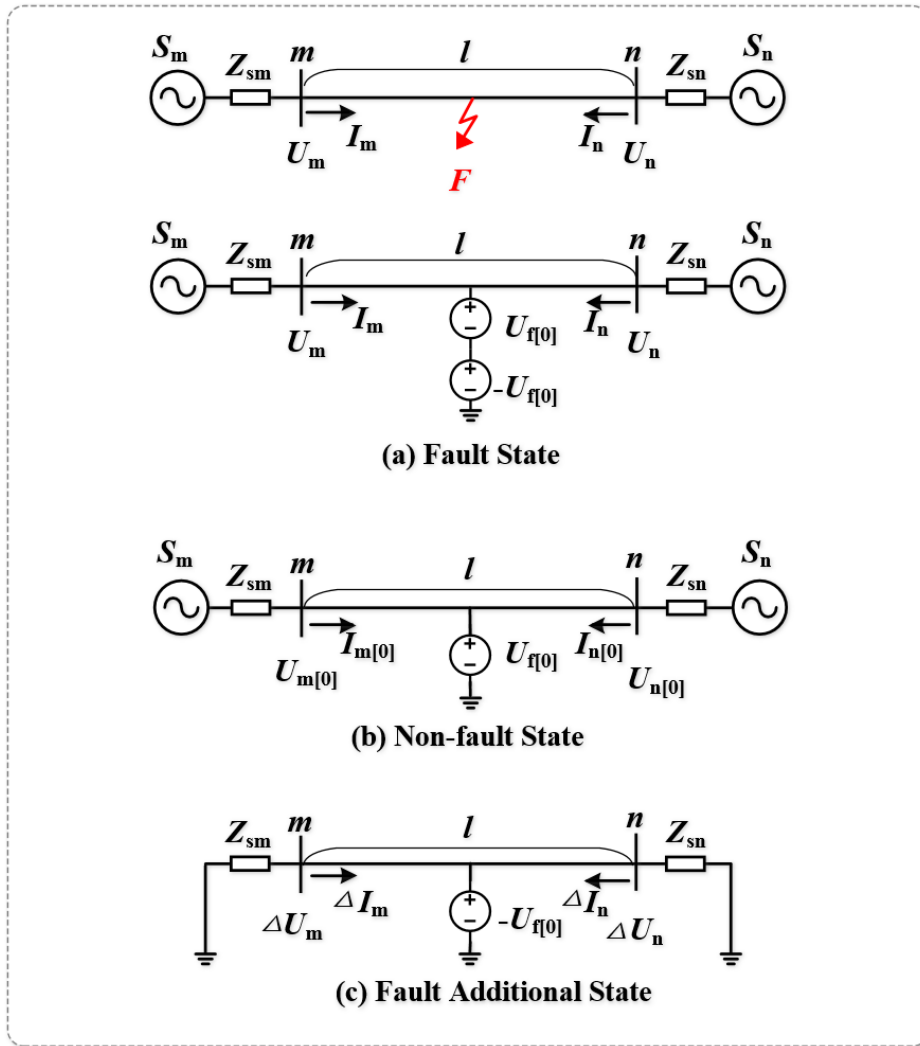 Sm Zsm m l n Zsn Sn
Im In
Um Un
F
Sm Zsm m l n Zsn Sn
Im In
Um Uf[0] Un
-Uf[0]
(a) Fault State
Sm Zsm m l n Zsn Sn
Im[0] In[0]
Um[0] Uf[0] Un[0]
(b) Non-fault State
Zsm m l n Zsn
△Im △In
△Um -Uf[0] △Un
(c) Fault Additional State